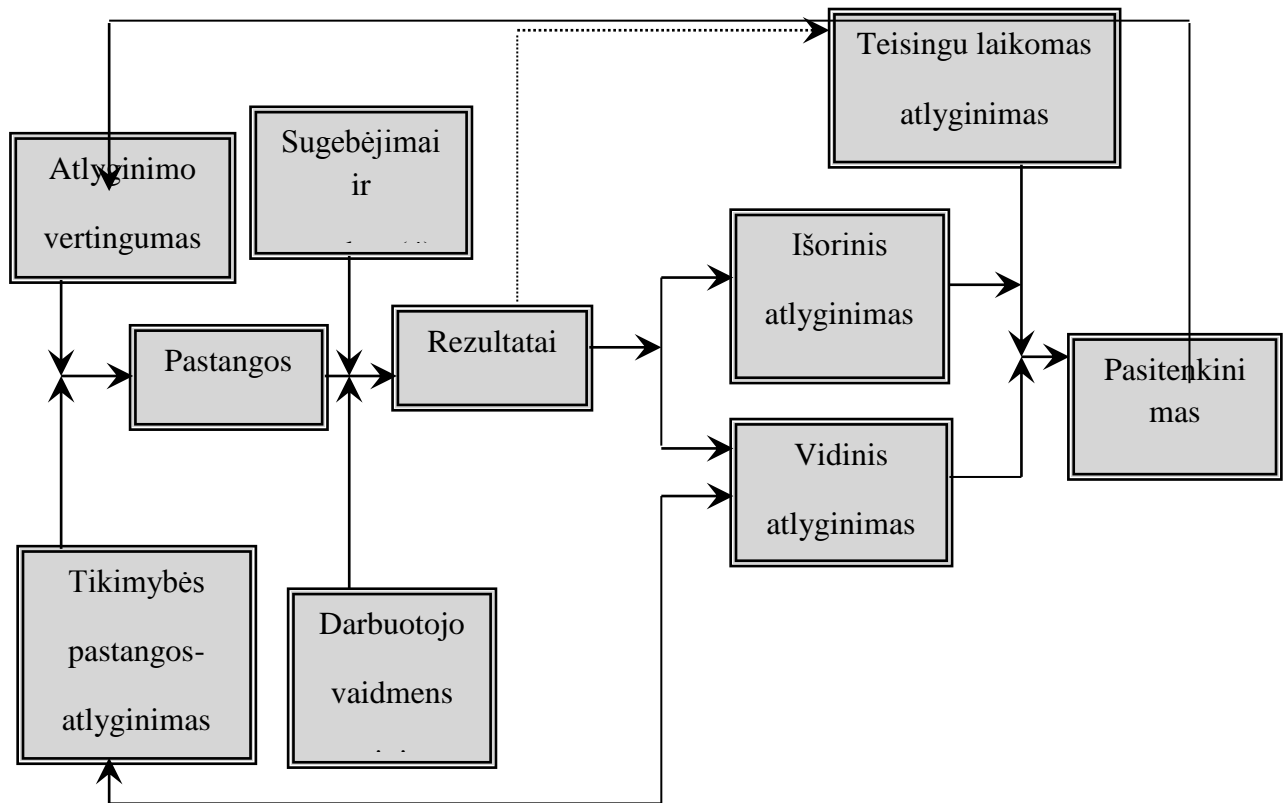 Teisingu laikomas
atlyginimas
Sugebėjimai
ir
Atlyginimo
vertingumas
Išorinis
atlyginimas
Rezultatai
Pastangos
Pasitenkini
mas
Vidinis
atlyginimas
Tikimybės
pastangos-
atlyginimas
Darbuotojo
vaidmens